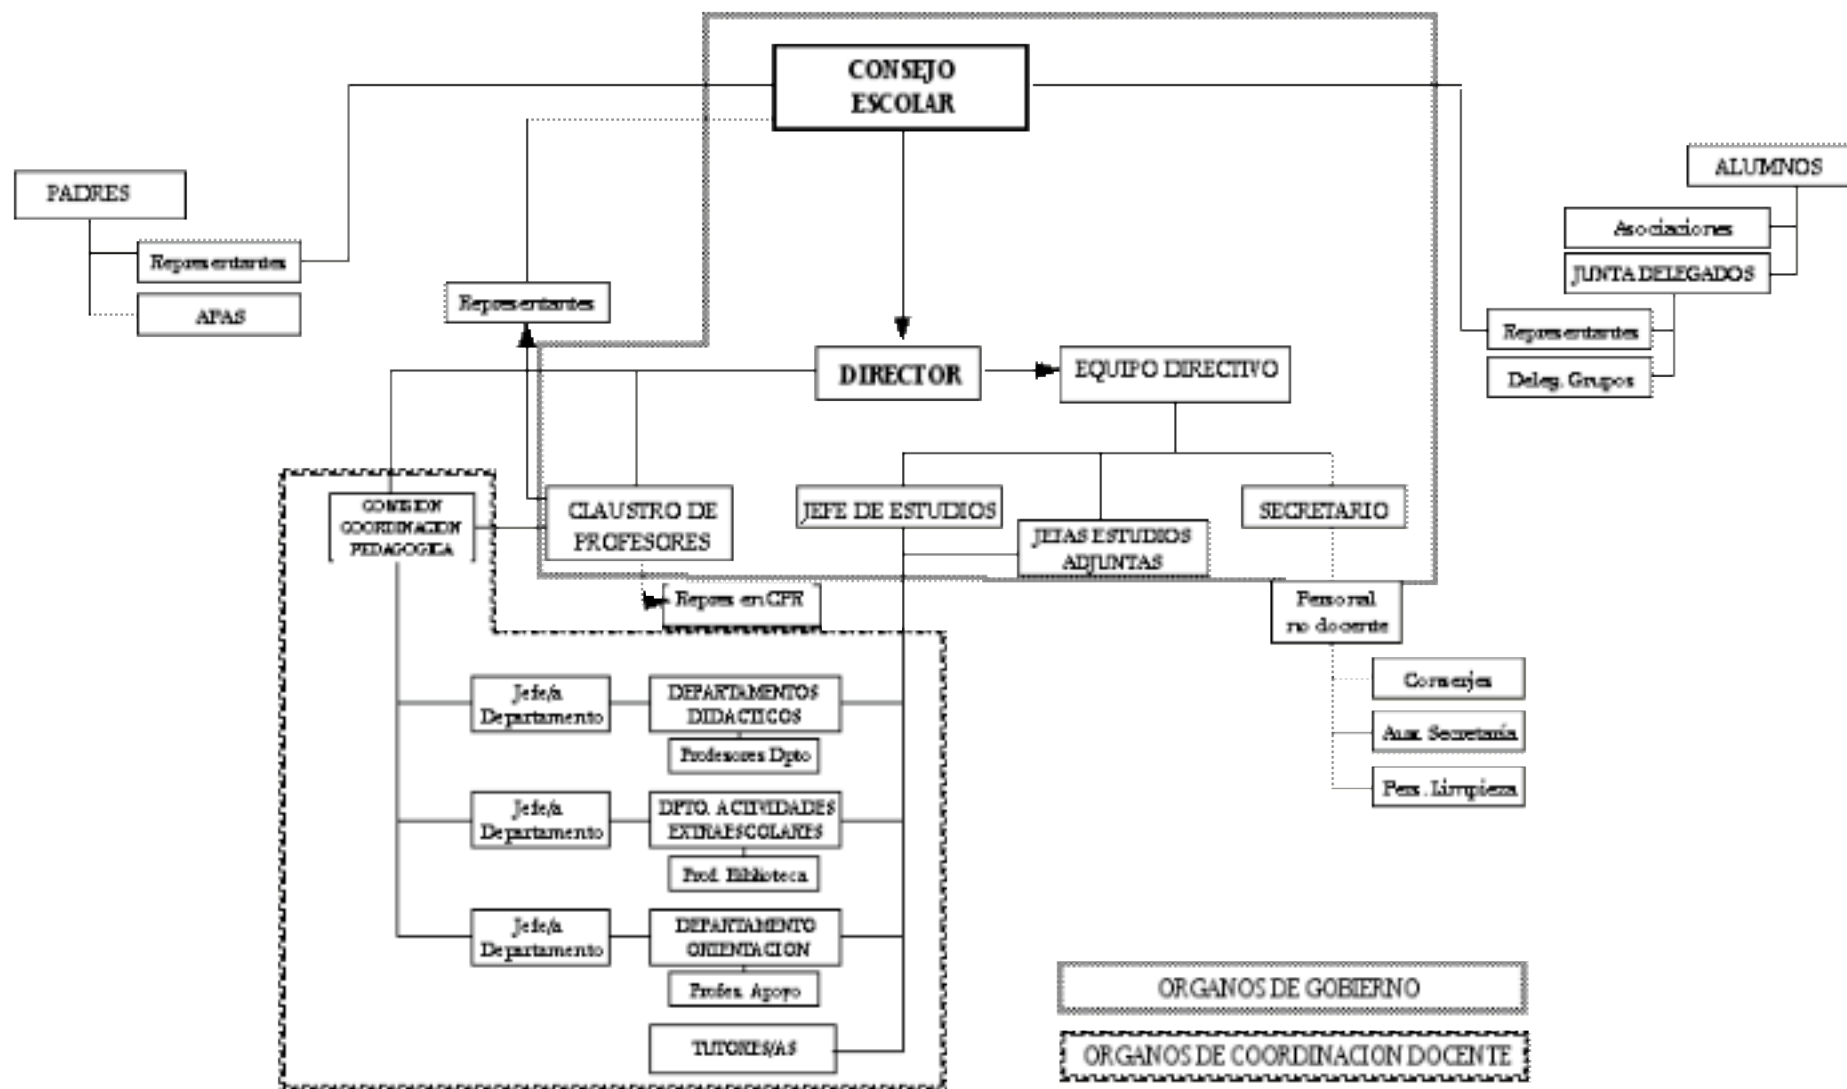 CONSEJO
ESCOLAR
PADRES
Representantes
APAS
Representantes
ALUMNOS
Asociaciones
JUNTA DELEGADOS
Representantes
Deleg. Grupos
DIRECTOR
EQUIPO DIRECTIVO
COMISION
COORDINACION
PEDAGOGICA
CLAUSTRO DE
PROFESORES
JEFE DE ESTUDIOS
JEFAS ESTUDIOS
ADJUNTAS
SECRETARIO
Repres en CPR
Personal
no docente
Conserjes
Aux. Secretaría
Pers. Limpieza
Jefe/a
Departamento
DEPARTAMENTOS
DIDACTICOS
Profesores Dpto
Jefe/a
Departamento
DPTO. ACTIVIDADES
EXTRAESCOLARES
Prof. Biblioteca
Jefe/a
Departamento
DEPARTAMENTO
ORIENTACION
Profes. Apoyo
TUTORES/AS
ORGANOS DE GOBIERNO
ORGANOS DE COORDINACION DOCENTE